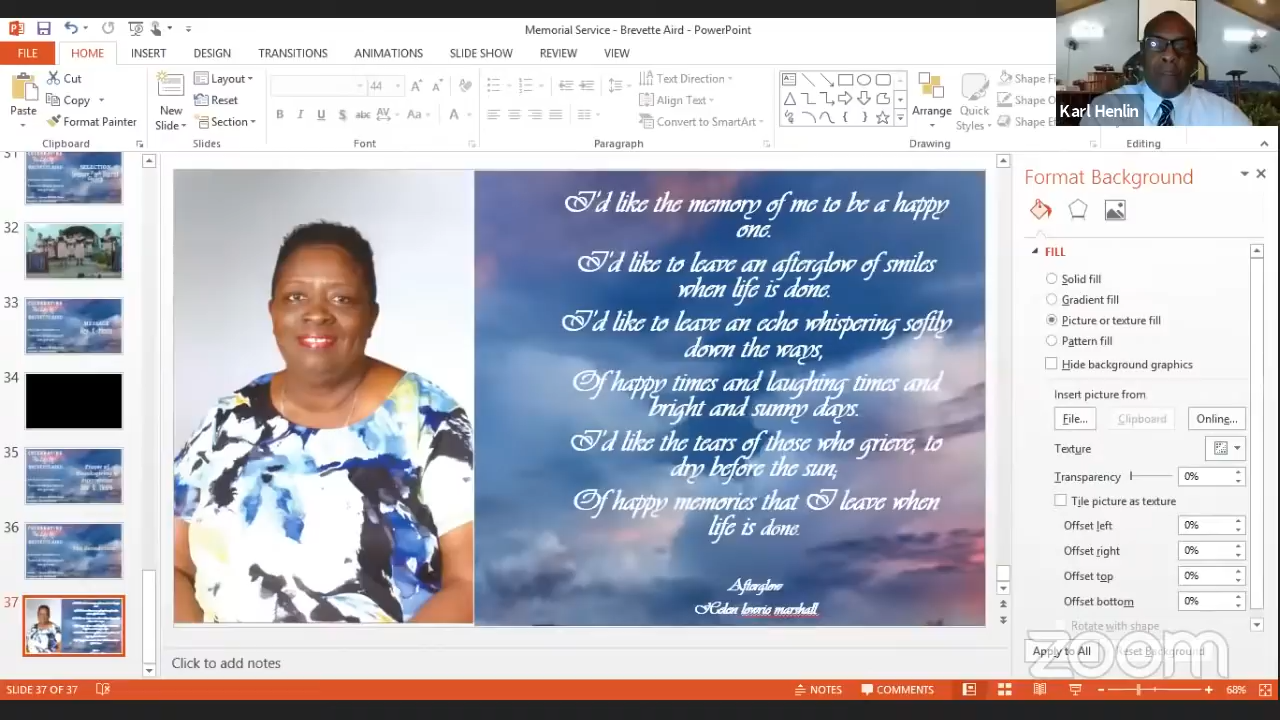 Memorial Service - Brevette Aird - PowerPoint
FILE HOME INSERT DESIGN TRANSITIONS ANIMATIONS SLIDE SHOW REVIEW VIEW
Paste
Cut
Copy
Format Painter
Clipboard
New
Slide
Layout
Reset
Section
Slides
44
Font
Text Direction
Align Text
Convert to SmartArt
Paragraph
Arrange
Quick
Styles
Shape Fi
Shape O
Shape Ef
Drawing
Editing
Karl Henlin
31
32
33
34
35
36
37
I'd like the memory of me to be a happy
one.
I'd like to leave an afterglow of smiles
when life is done.
I'd like to leave an echo whispering softly
down the ways,
Of happy times and laughing times and
bright and sunny days.
I'd like the tears of those who grieve, to
dry before the sun;
Of happy memories that I leave when
life is done.
Afterglow
Helen lowrie marshall
Click to add notes
Format Background
FILL
Solid fill
Gradient fill
Picture or texture fill
Pattern fill
Hide background graphics
Insert picture from
File... Clipboard Online...
Texture
Transparency 0%
Tile picture as texture
Offset left 0%
Offset right 0%
Offset top 0%
Offset bottom 0%
Rotate with shape
Apply to All Reset Background
zoom
SLIDE 37 OF 37
NOTES COMMENTS
68%